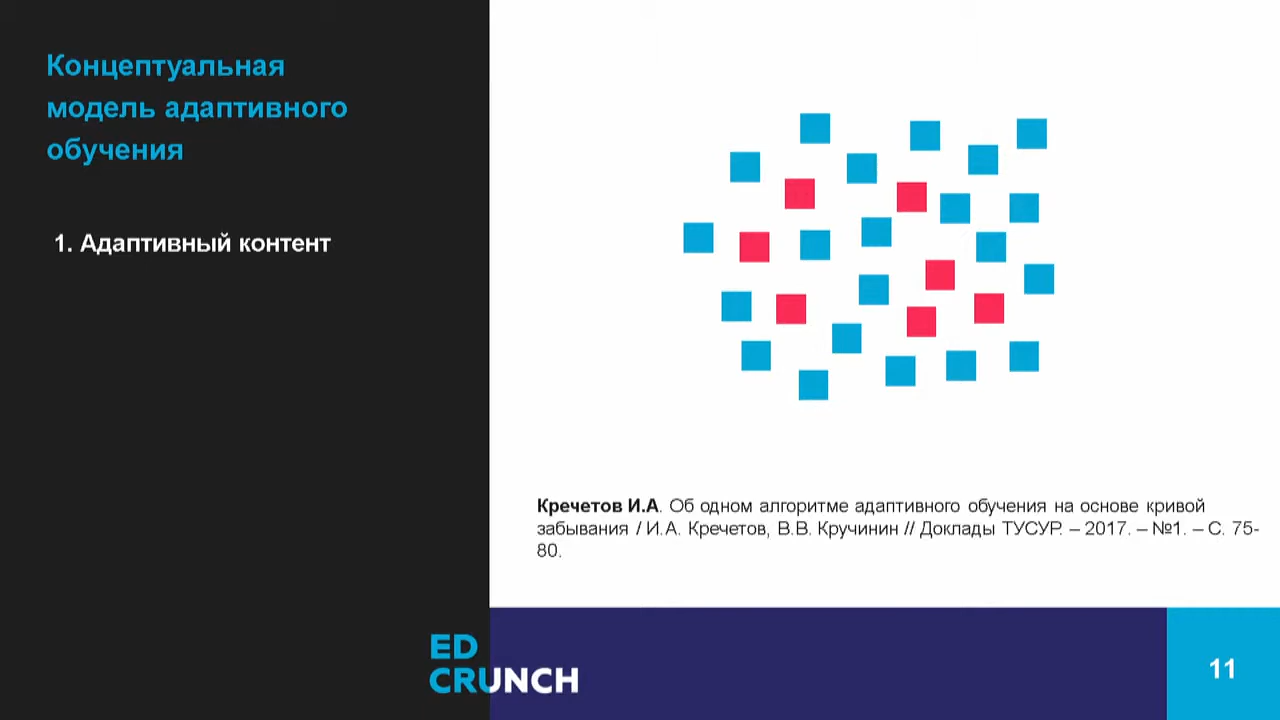 Концептуальная
модель адаптивного
обучения
1. Адаптивный контент
Кречетов И.А. Об одном алгоритме адаптивного обучения на основе кривой
забывания / И.А. Кречетов, В.В. Кручинин // Доклады ТУСУР. – 2017. – №1. – С. 75-
80.
ED
CRUNCH
11